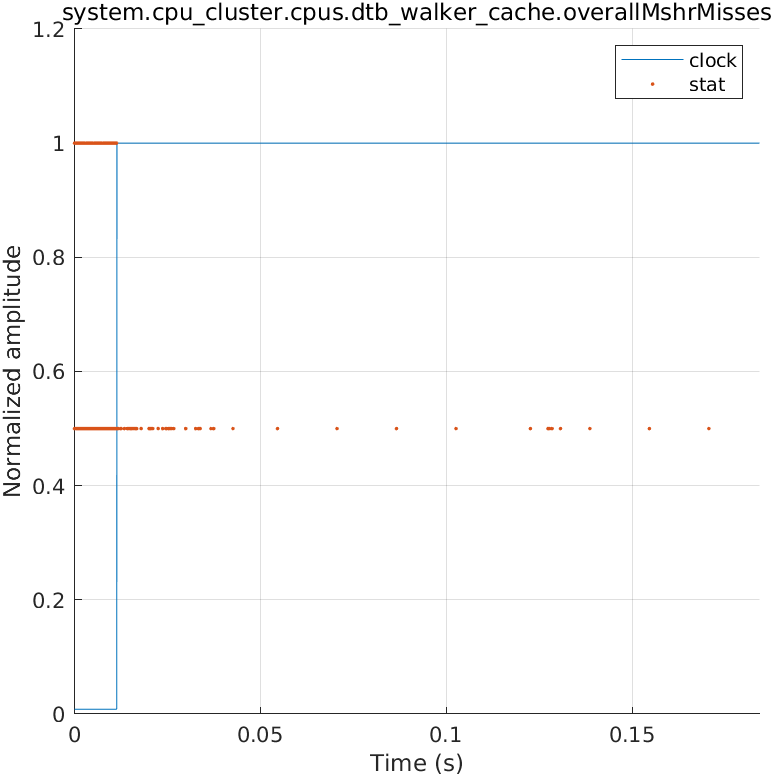 system.cpu_cluster.cpus.dtb_walker_cache.overallMshrMisses
1.2
1
0.8
0.6
0.4
0.2
0
Normalized amplitude
clock
stat
0
0.05
0.1
0.15
Time (s)